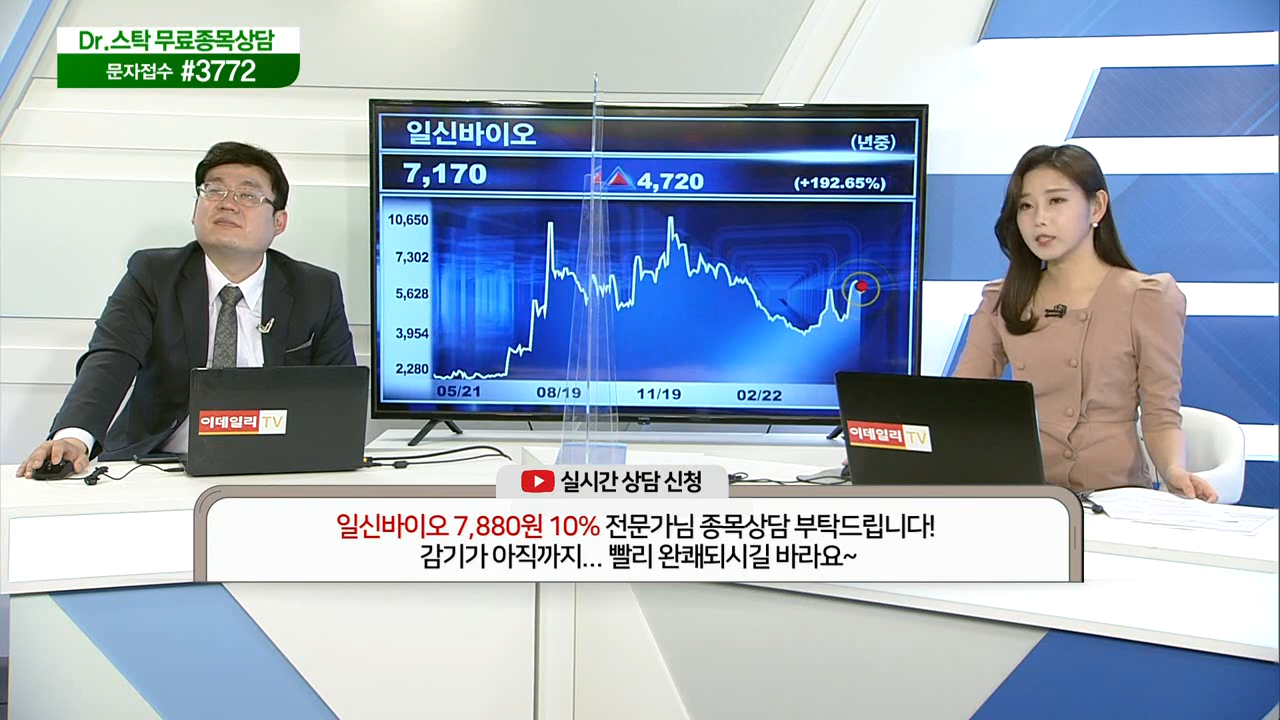 Dr.스탁 무료종목상담
문자접수 #3772
일신바이오 (년중)
7,170 ▲ 4,720 (+192.65%)
10,650
7,302
5,628
3,954
2,280
05/21 08/19 11/19 02/22
이데일리 TV
이데일리 TV
실시간 상담 신청
일신바이오 7,880원 10% 전문가님 종목상담 부탁드립니다!
감기가 아직까지... 빨리 완쾌되시길 바라요~